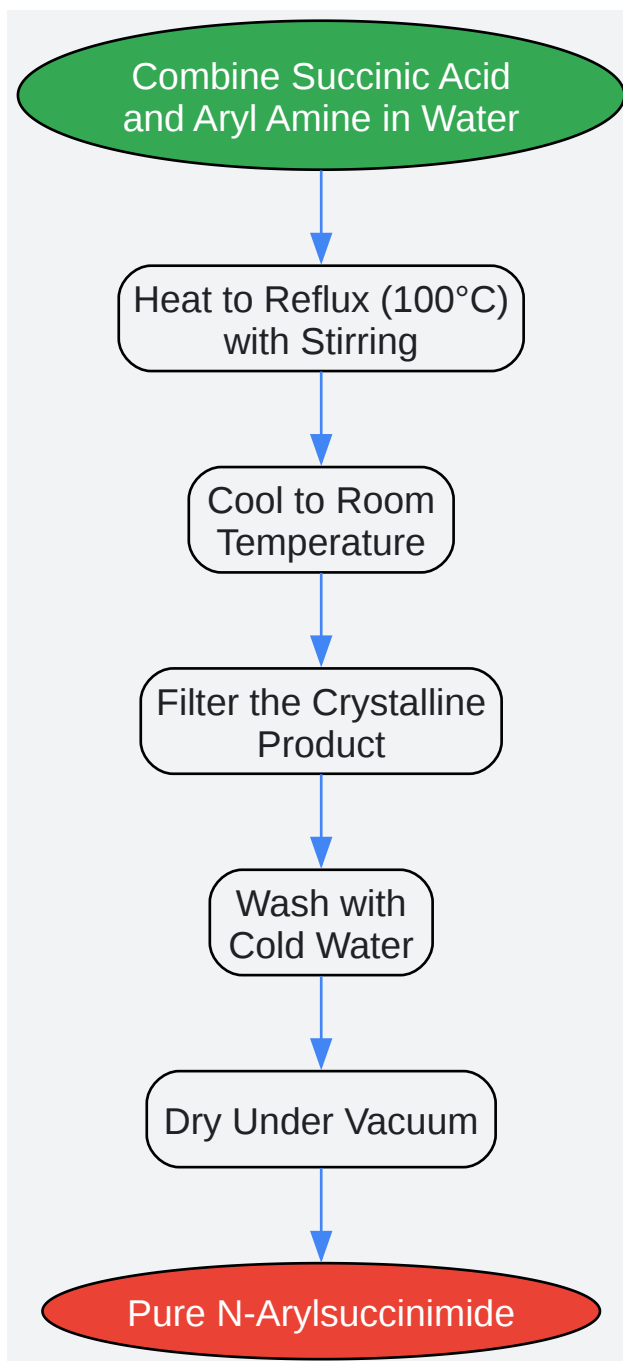 Combine Succinic Acid
and Aryl Amine in Water
Heat to Reflux (100°C)
with Stirring
Cool to Room
Temperature
Filter the Crystalline
Product
Wash with
Cold Water
Dry Under Vacuum
Pure N-Arylsuccinimide